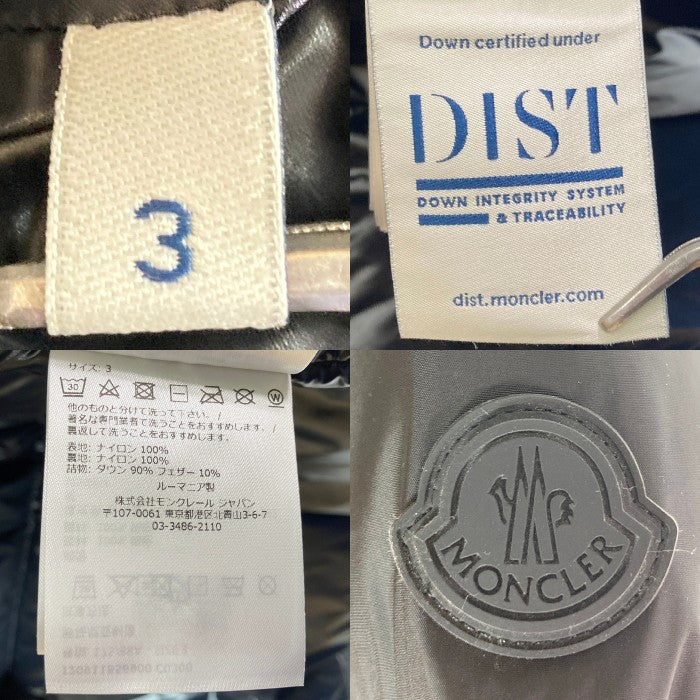 3
Down certified under
DIST
DOWN INTEGRITY SYSTEM
& TRACEABILITY
dist.moncler.com
サイズ: 3
30
W
他のものと分けて洗って下さい。/
著名な専門業者で洗うことをおすすめします。/
裏返して洗うことをおすすめします。
表地: ナイロン 100%
裏地: ナイロン 100%
詰物: ダウン 90% フェザー 10%
ルーマニア製
株式会社モンクレール ジャパン
〒107-0061 東京都港区北青山3-6-7
03-3486-2110
MONCLER